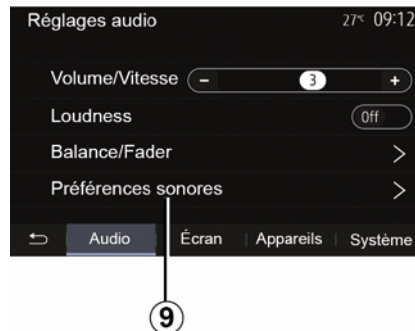 Réglages audio 27°C 09:12
Volume/Vitesse - 3 +
Loudness Off
Balance/Fader >
Préférences sonores >
Audio Écran Appareils Système
9